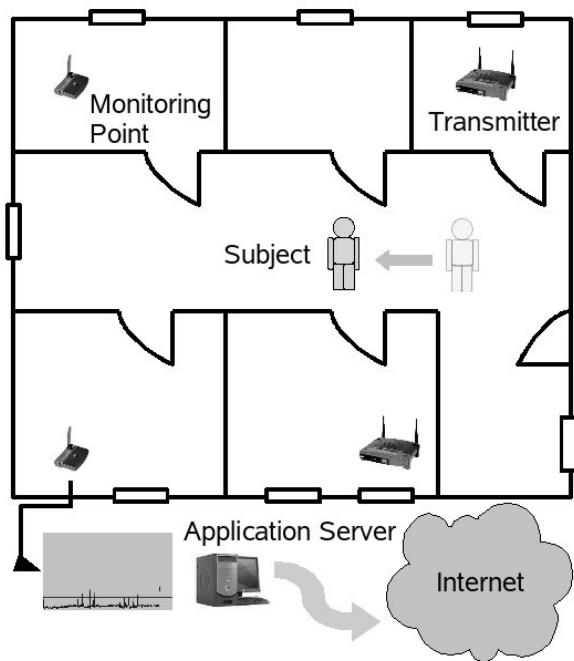 Monitoring
Point
Transmitter
Subject
Application Server
Internet